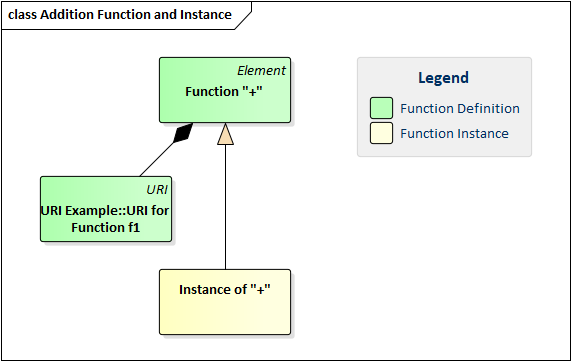 class Addition Function and Instance
Element
Function "+"
Legend
Function Definition
Function Instance
URI
URI Example::URI for
Function f1
Instance of "+"